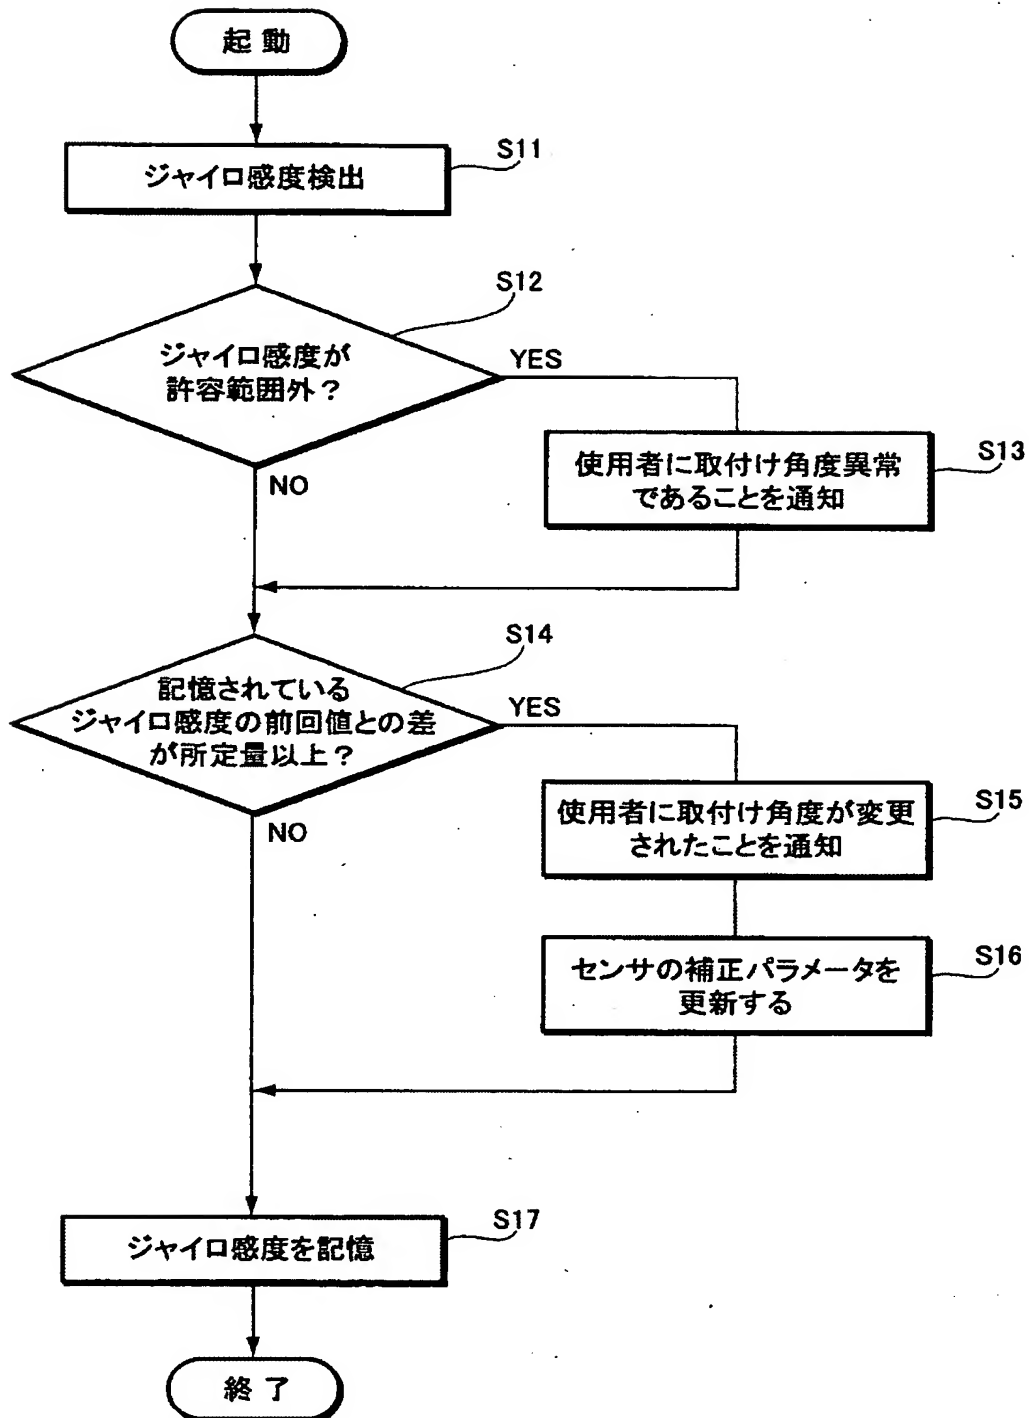 起動
S11
ジャイロ感度検出
S12
ジャイロ感度が
許容範囲外？
YES
NO
S13
使用者に取付け角度異常
であることを通知
S14
記憶されている
ジャイロ感度の前回値との差
が所定量以上？
YES
NO
S15
使用者に取付け角度が変更
されたことを通知
S16
センサの補正パラメータを
更新する
S17
ジャイロ感度を記憶
終了